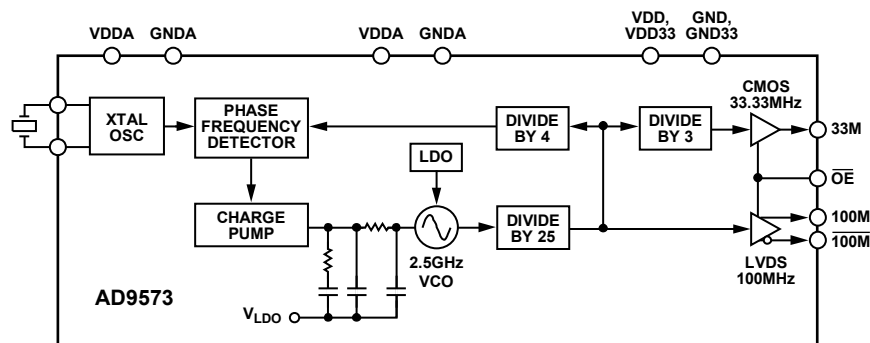 VDDA
GNDA
VDDA
GNDA
VDD,
VDD33
GND,
GND33
XTAL
OSC
PHASE
FREQUENCY
DETECTOR
DIVIDE
BY 4
DIVIDE
BY 3
CMOS
33.33MHz
33M
LDO
OE
CHARGE
PUMP
DIVIDE
BY 25
100M
100M
2.5GHz
VCO
LVDS
100MHz
AD9573
VLDO